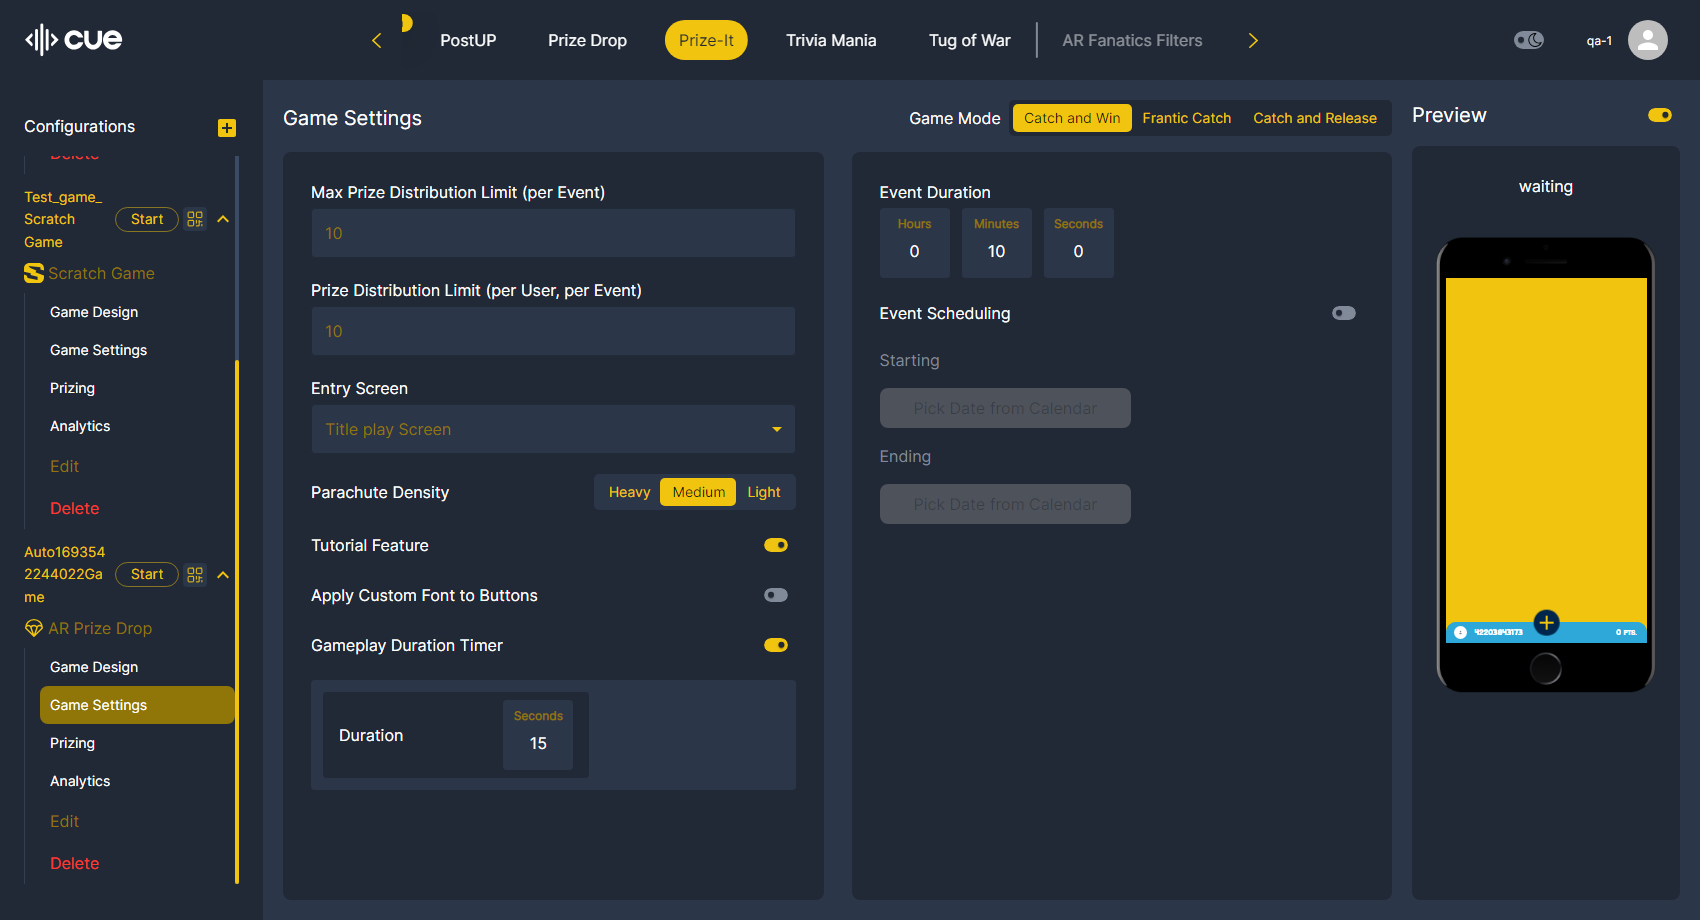 cue
PostUP
Prize Drop
Prize-It
Trivia Mania
Tug of War
AR Fanatics Filters
qa-1
Configurations
Delete
Test_game_
Scratch
Game
Start
Scratch Game
Game Design
Game Settings
Prizing
Analytics
Edit
Delete
Auto169354
2244022Ga
me
Start
AR Prize Drop
Game Design
Game Settings
Prizing
Analytics
Edit
Delete
Game Settings
Game Mode
Catch and Win
Frantic Catch
Catch and Release
Max Prize Distribution Limit (per Event)
10
Prize Distribution Limit (per User, per Event)
10
Entry Screen
Title play Screen
Parachute Density
Heavy
Medium
Light
Tutorial Feature
Apply Custom Font to Buttons
Gameplay Duration Timer
Duration
Seconds
15
Event Duration
Hours
0
Minutes
10
Seconds
0
Event Scheduling
Starting
Pick Date from Calendar
Ending
Pick Date from Calendar
Preview
waiting
42203843173
0 PTS.